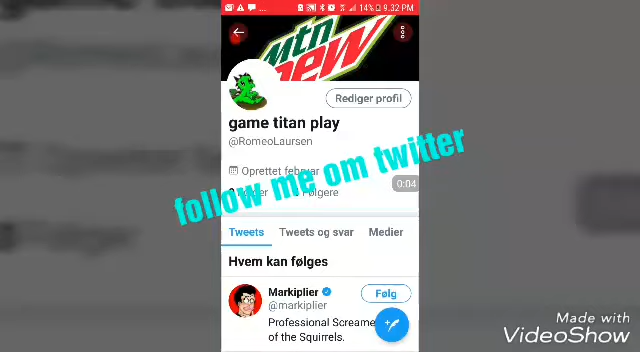 14% 9.32 PM
mtn
Dew
Rediger profil
game titan play
@RomeoLaursen
Oprettet februar
follow me om twitter
0:04
Følgere
Tweets Tweets og svar Medier
Hvem kan følges
Markiplier
Følg
@markiplier
Professional Screame
of the Squirrels.
Made with
VideoShow